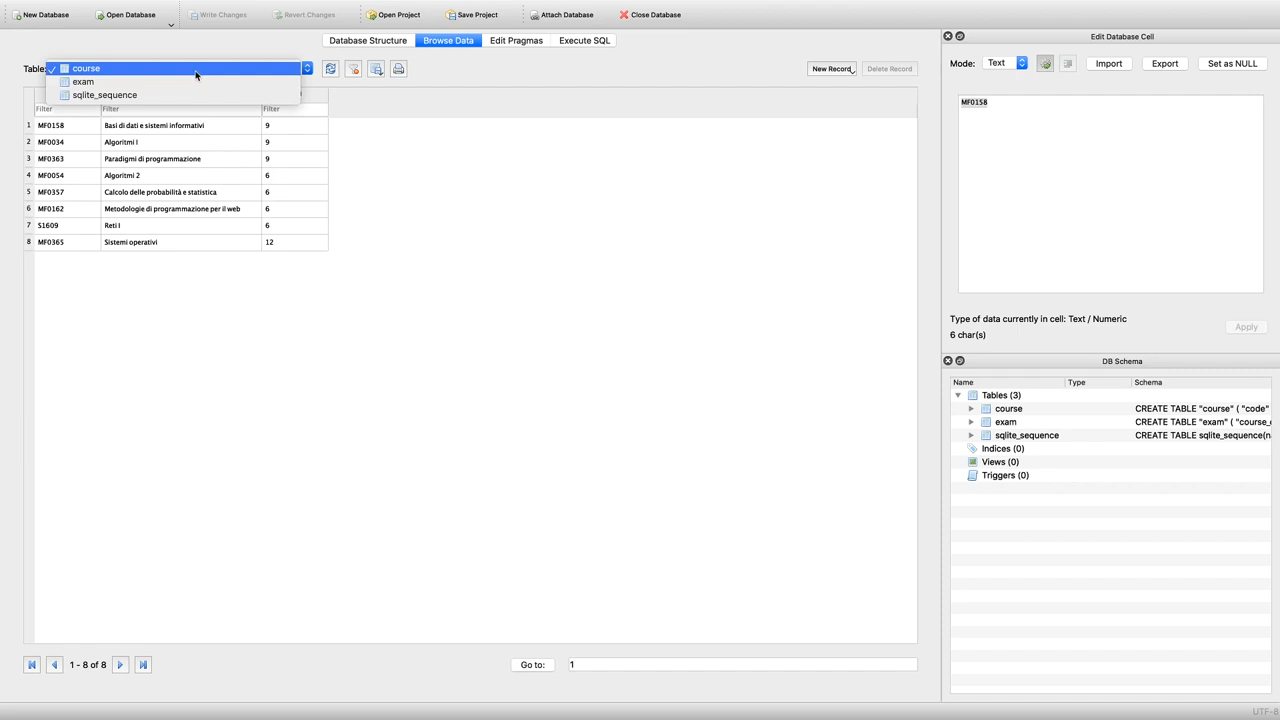 New Database
Open Database
Write Changes
Revert Changes
Open Project
Save Project
Attach Database
Close Database
Database Structure
Browse Data
Edit Pragmas
Execute SQL
Table:
✓ course
exam
sqlite_sequence
New Record
Delete Record
Filter Filter Filter
1 MF0158 Basi di dati e sistemi informativi 9
2 MF0034 Algoritmi I 9
3 MF0363 Paradigmi di programmazione 9
4 MF0054 Algoritmi 2 6
5 MF0357 Calcolo delle probabilità e statistica 6
6 MF0162 Metodologie di programmazione per il web 6
7 S1609 Reti I 6
8 MF0365 Sistemi operativi 12
1 - 8 of 8
Go to: 1
Edit Database Cell
Mode: Text Import Export Set as NULL
MF0158
Type of data currently in cell: Text / Numeric
6 char(s)
Apply
DB Schema
Name Type Schema
Tables (3)
course CREATE TABLE "course" ( "code"
exam CREATE TABLE "exam" ( "course_c
sqlite_sequence CREATE TABLE sqlite_sequence(n
Indices (0)
Views (0)
Triggers (0)
UTF-8